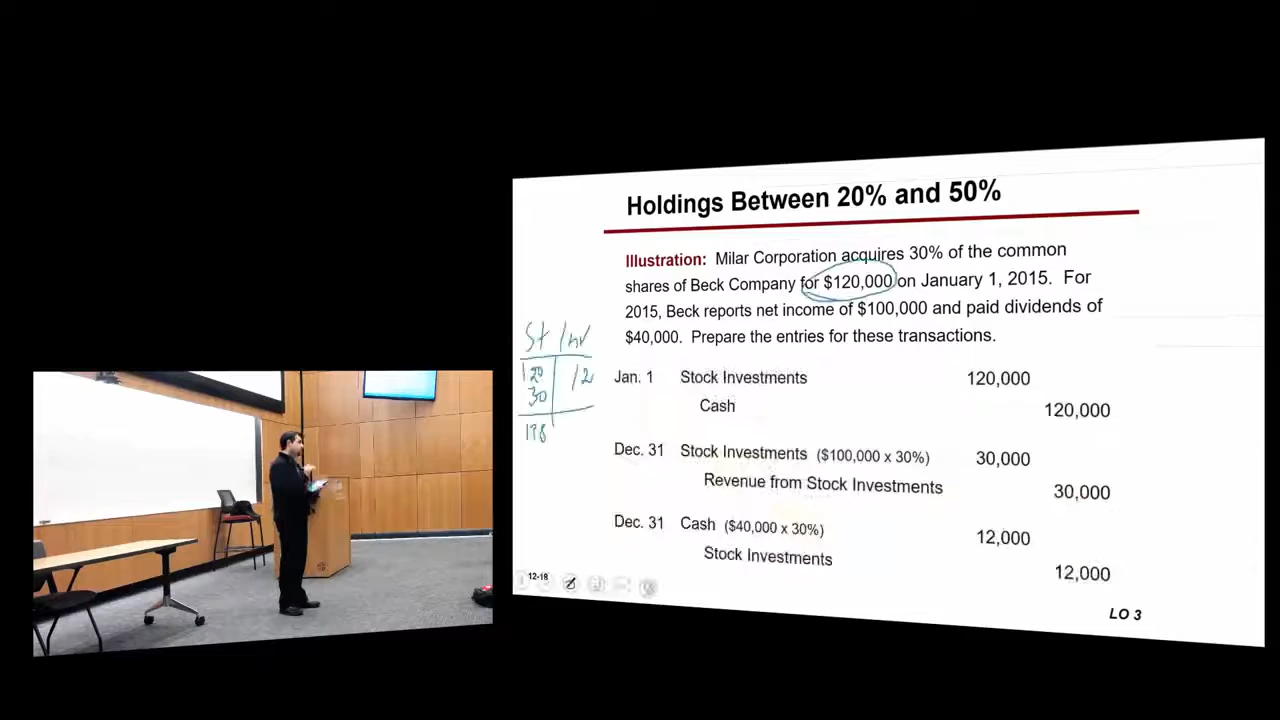 Holdings Between 20% and 50%
Illustration: Milar Corporation acquires 30% of the common
shares of Beck Company for $120,000 on January 1, 2015. For
2015, Beck reports net income of $100,000 and paid dividends of
$40,000. Prepare the entries for these transactions.
St Inv
120 12
30
138
Jan. 1 Stock Investments 120,000
Cash 120,000
Dec. 31 Stock Investments ($100,000 x 30%) 30,000
Revenue from Stock Investments 30,000
Dec. 31 Cash ($40,000 x 30%) 12,000
Stock Investments 12,000
12-18
LO 3